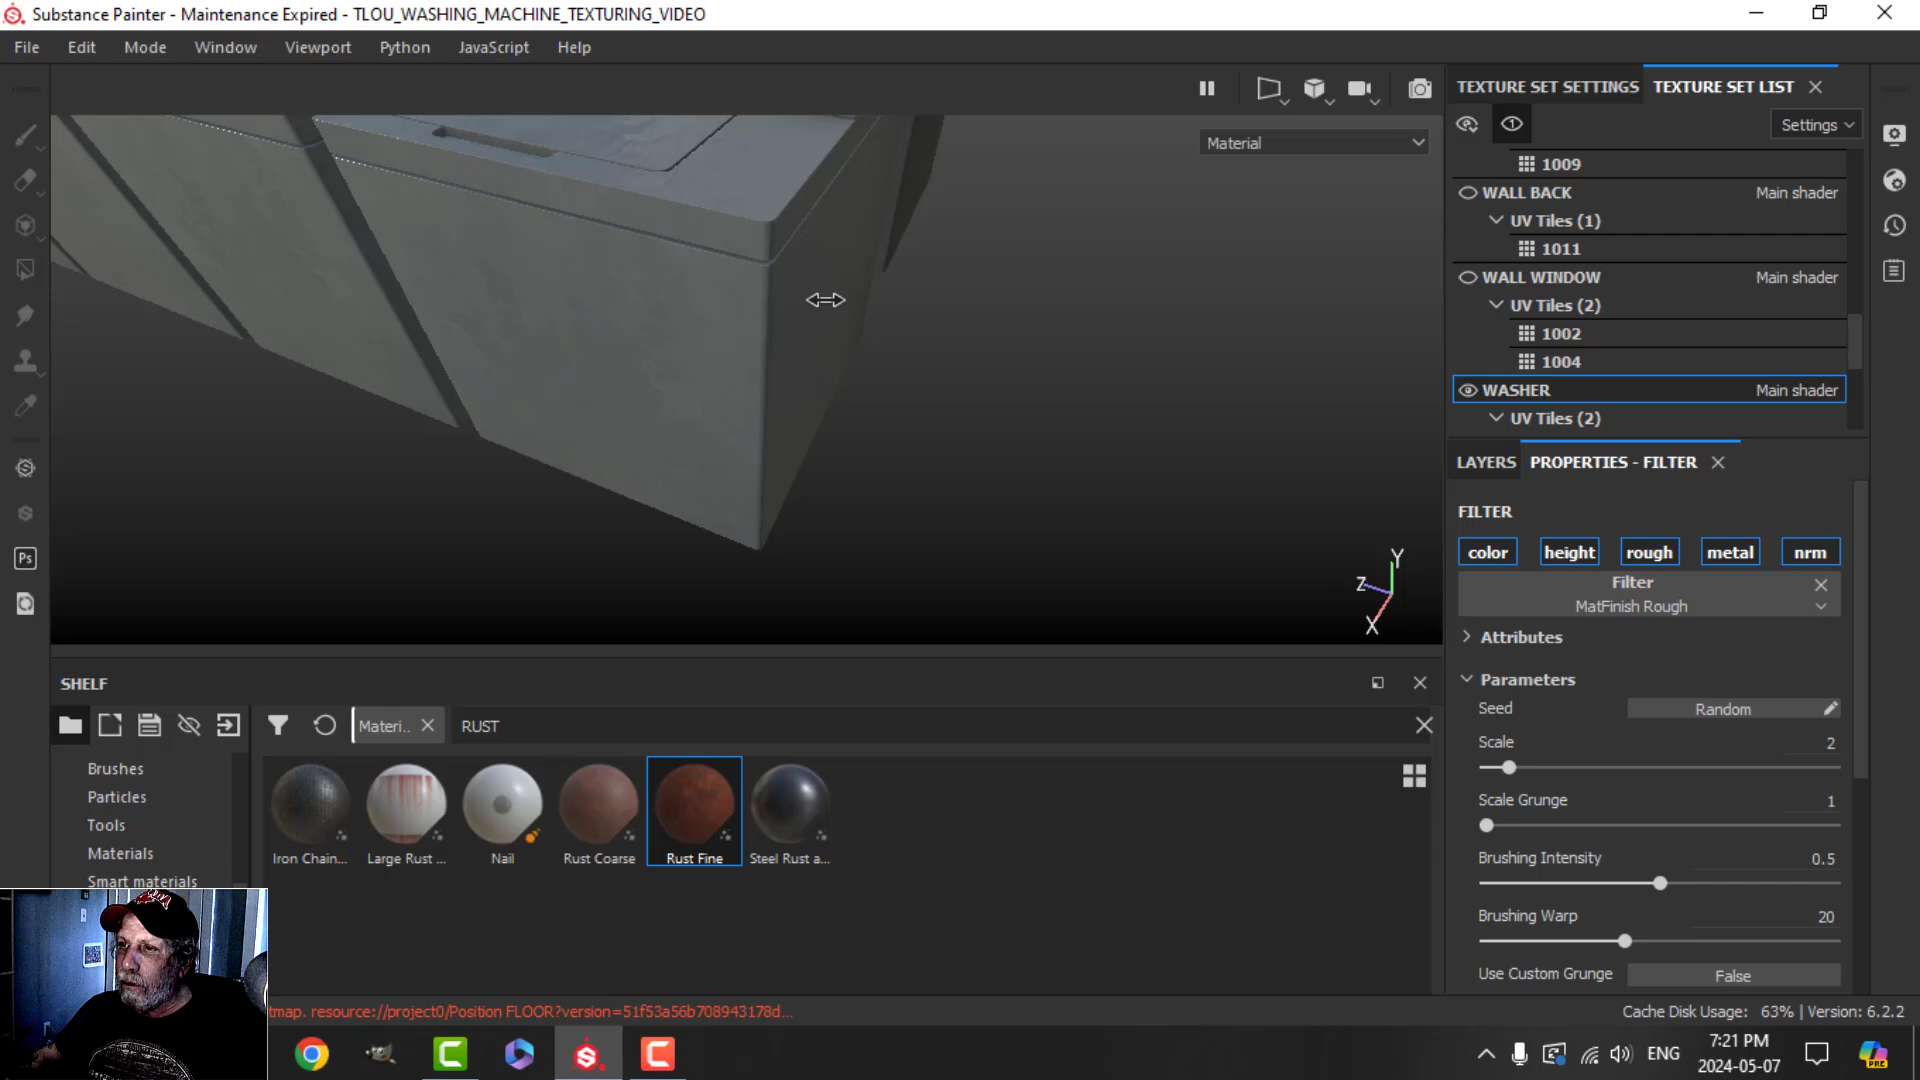 Substance Painter - Maintenance Expired - TLOU_WASHING_MACHINE_TEXTURING_VIDEO
File Edit Mode Window Viewport Python JavaScript Help
Material
TEXTURE SET SETTINGS TEXTURE SET LIST
Settings
1009
WALL BACK Main shader
UV Tiles (1)
1011
WALL WINDOW Main shader
UV Tiles (2)
1002
1004
WASHER Main shader
UV Tiles (2)
LAYERS PROPERTIES - FILTER
FILTER
color height rough metal nrm
Filter
MatFinish Rough
Attributes
Parameters
Seed Random
Scale 2
Scale Grunge 1
Brushing Intensity 0.5
Brushing Warp 20
Use Custom Grunge False
Y
Z
X
Ps
SHELF
Materi.. RUST
Brushes
Particles
Tools
Materials
Smart materials
Iron Chain... Large Rust ... Nail Rust Coarse Rust Fine Steel Rust a...
tmap. resource://project0/Position FLOOR?version=51f53a56b708943178d...
Cache Disk Usage: 63% | Version: 6.2.2
ENG
7:21 PM
2024-05-07
PRE